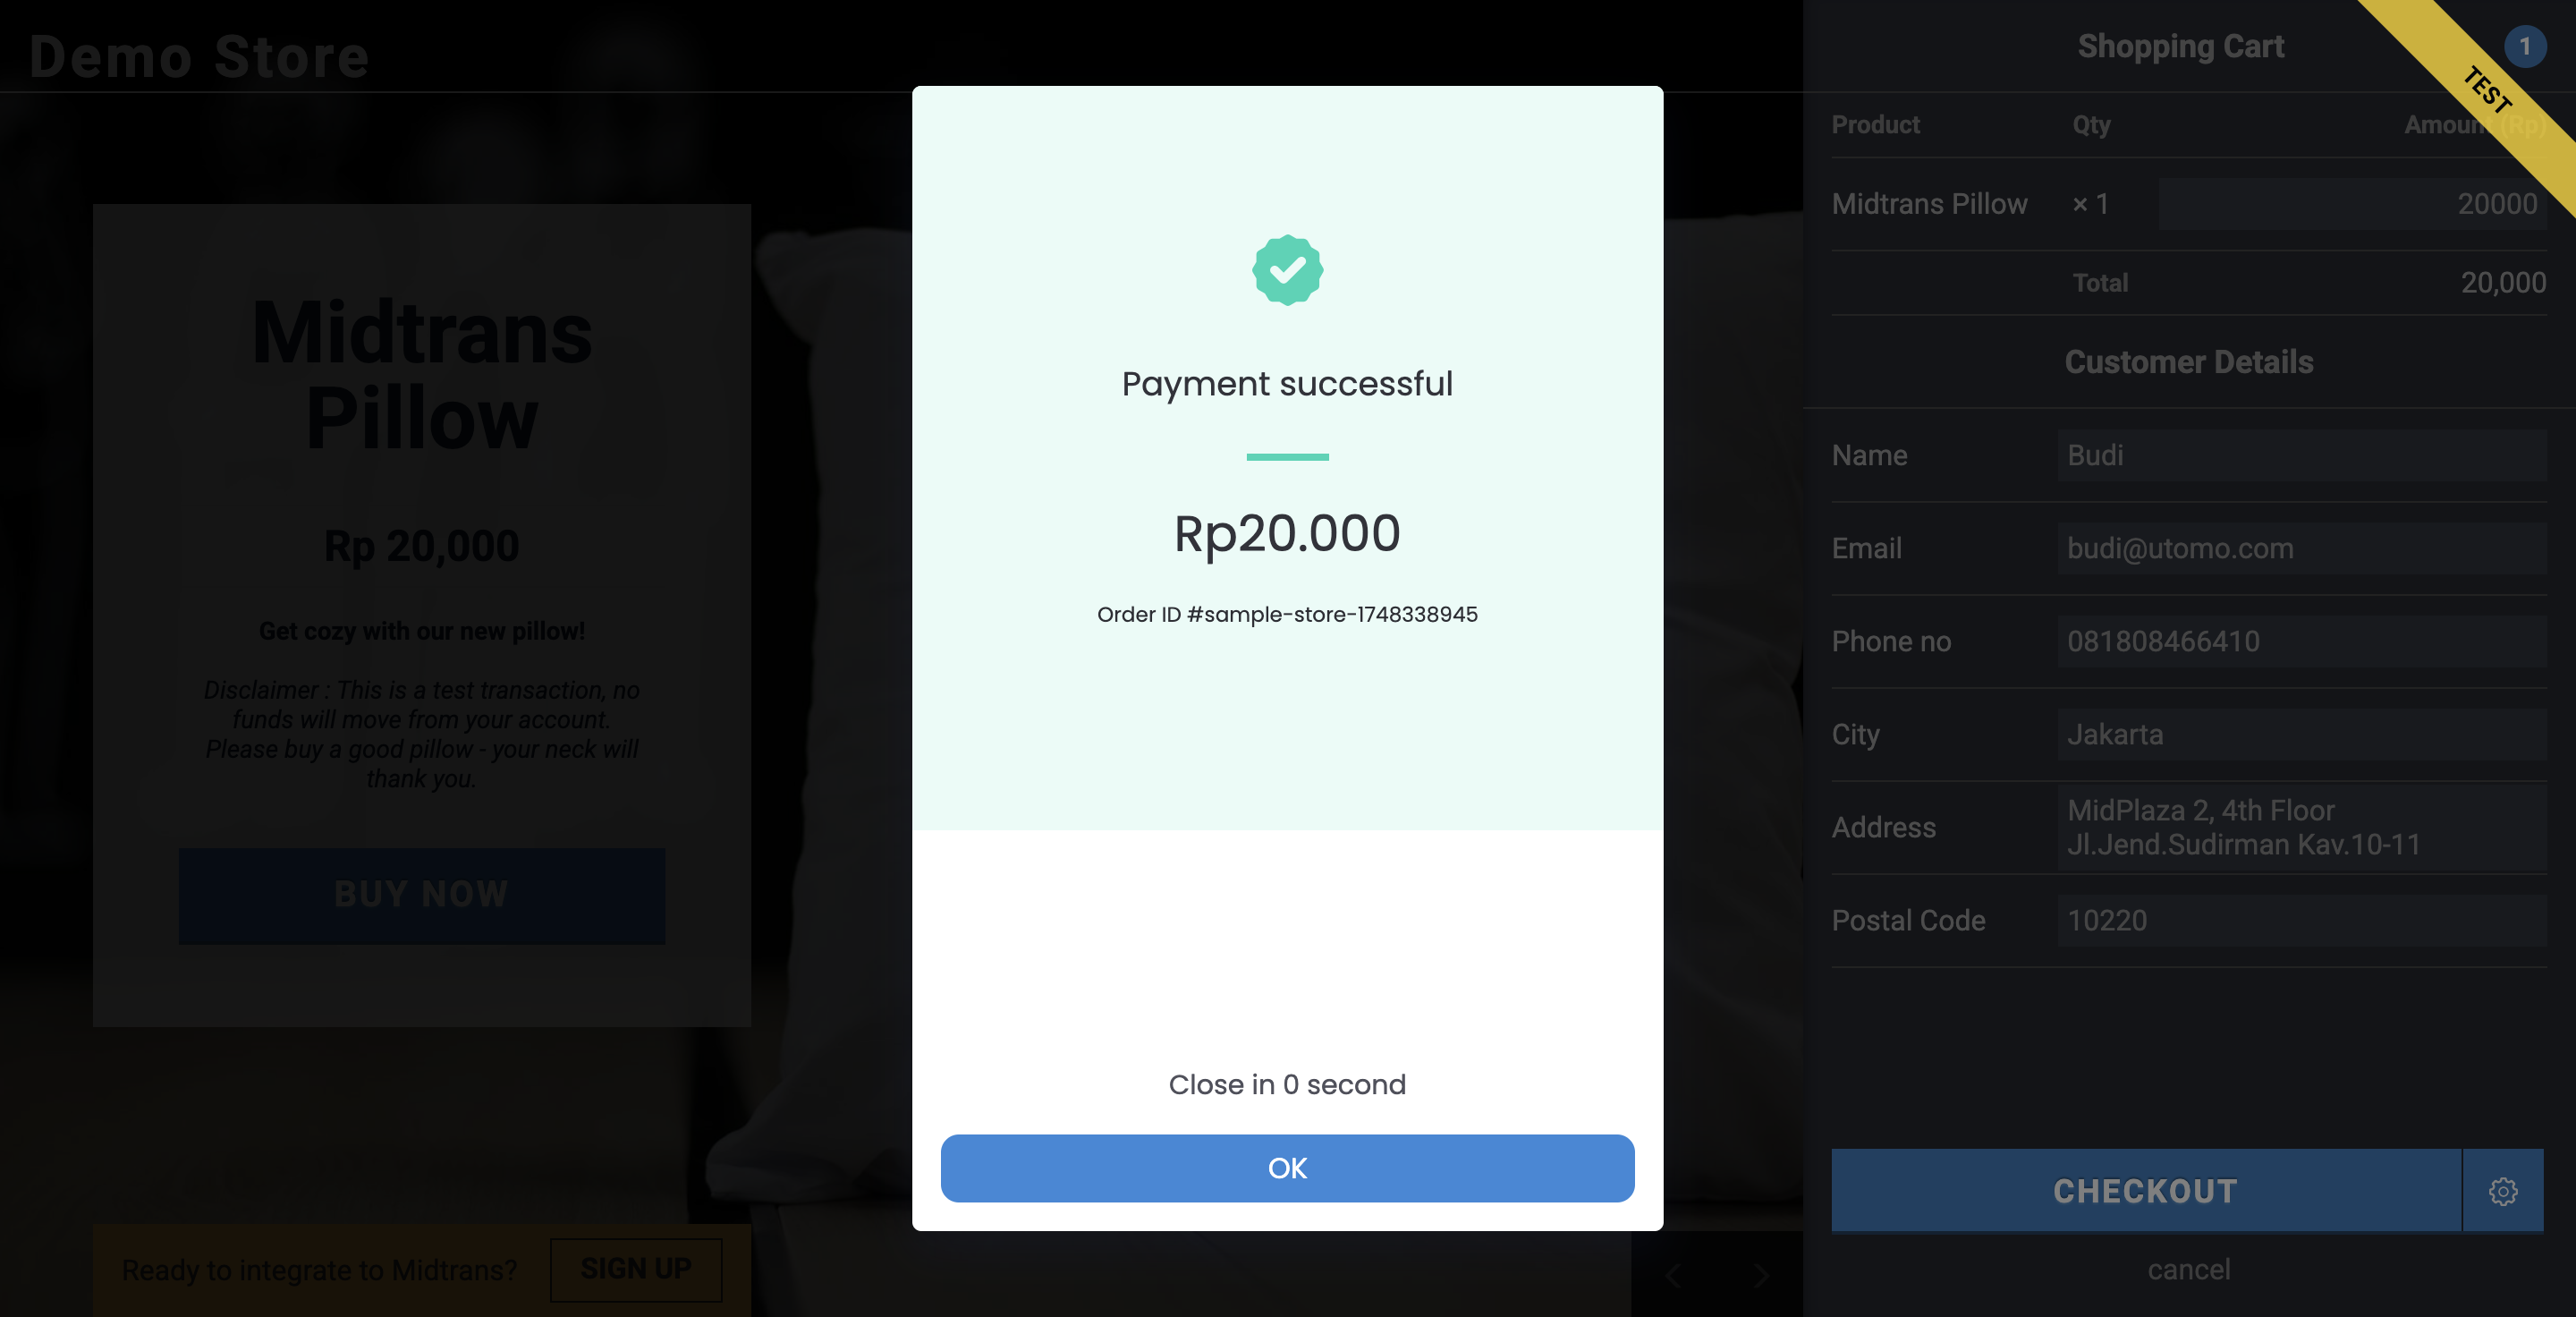 Demo Store
Midtrans
Pillow
Rp 20,000
Get cozy with our new pillow!
Disclaimer : This is a test transaction, no
funds will move from your account.
Please buy a good pillow - your neck will
thank you.
BUY NOW
Ready to integrate to Midtrans?
SIGN UP
Payment successful
Rp20.000
Order ID #sample-store-1748338945
Close in 0 second
OK
Shopping Cart
1
TEST
Product Qty Amount (Rp)
Midtrans Pillow × 1 20000
Total 20,000
Customer Details
Name Budi
Email budi@utomo.com
Phone no 081808466410
City Jakarta
Address MidPlaza 2, 4th Floor
Jl.Jend.Sudirman Kav.10-11
Postal Code 10220
CHECKOUT
cancel